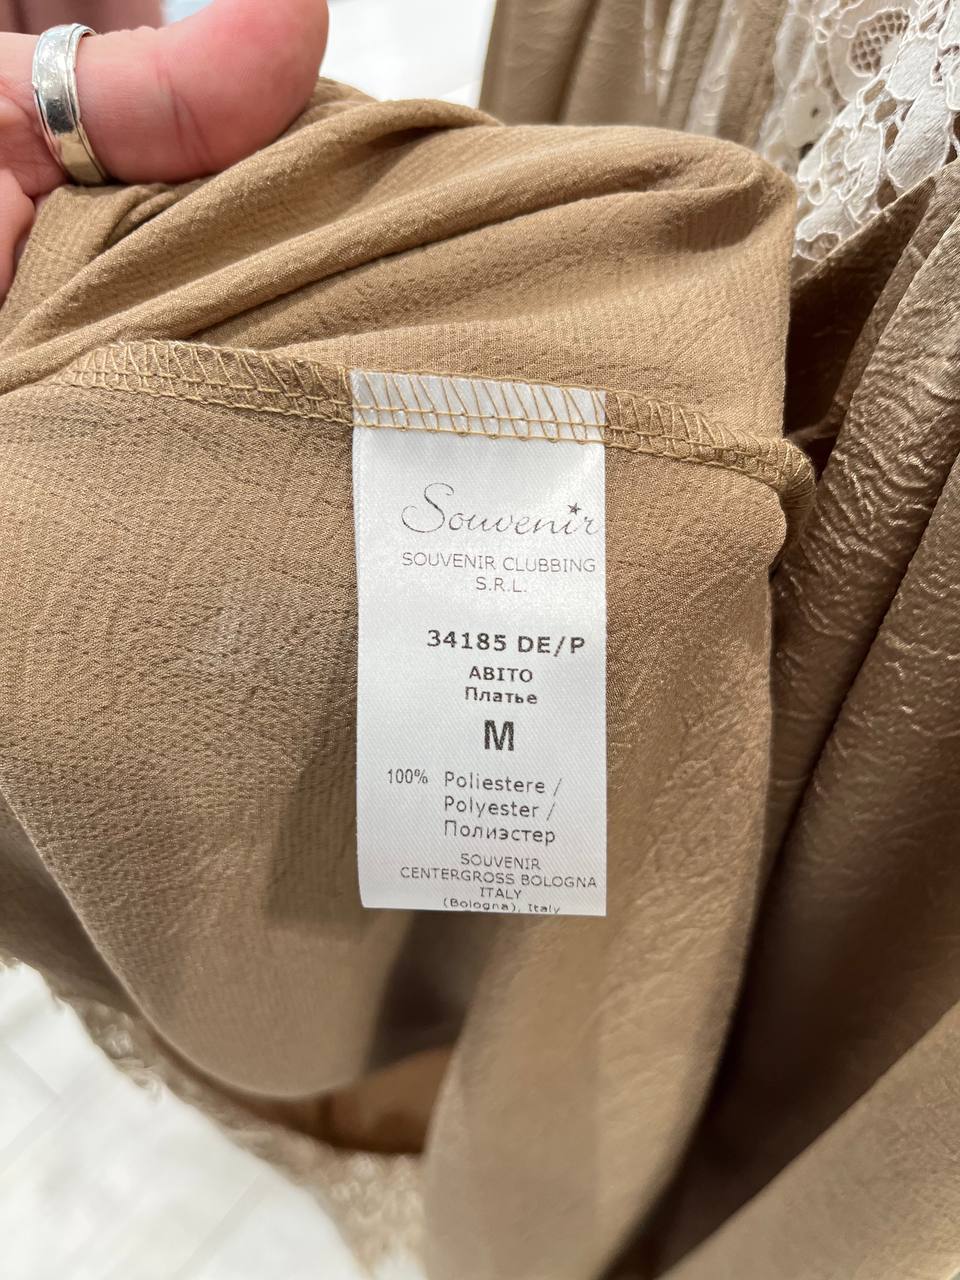 Souvenir
SOUVENIR CLUBBING
S.R.L.
34185 DE/P
ABITO
Платье
M
100% Poliestere /
Polyester /
Полиэстер
SOUVENIR
CENTERGROSS BOLOGNA
ITALY
(Bologna), Italy